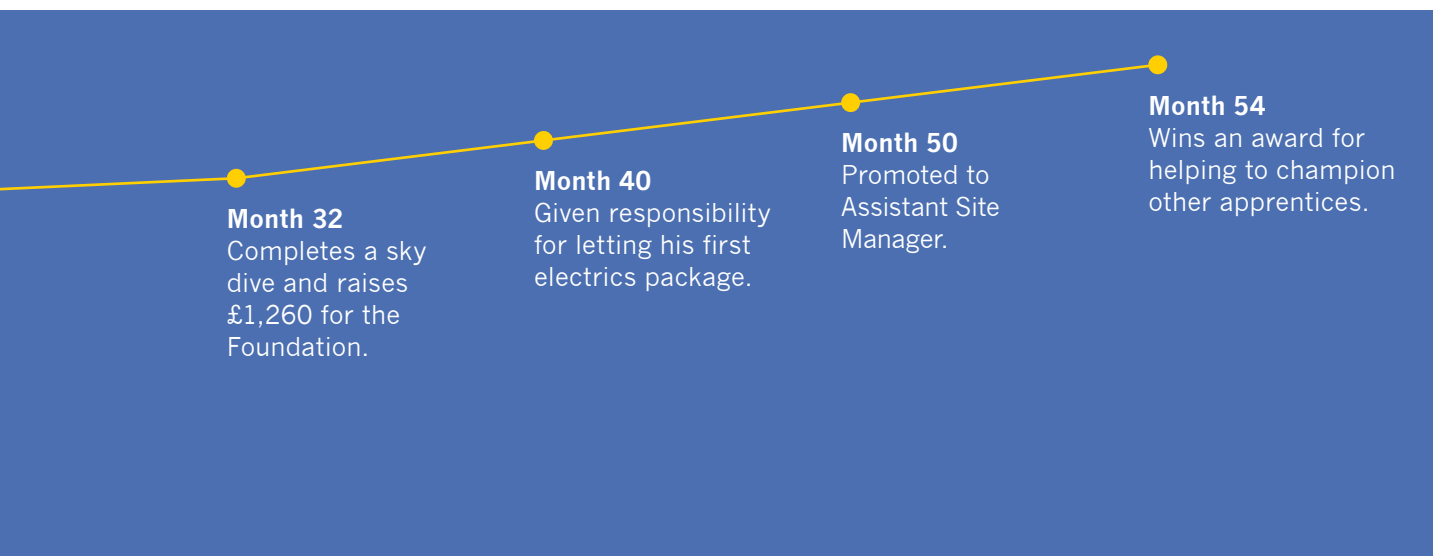 Month 32
Completes a sky
dive and raises
£1,260 for the
Foundation.
Month 40
Given responsibility
for letting his first
electrics package.
Month 50
Promoted to
Assistant Site
Manager.
Month 54
Wins an award for
helping to champion
other apprentices.